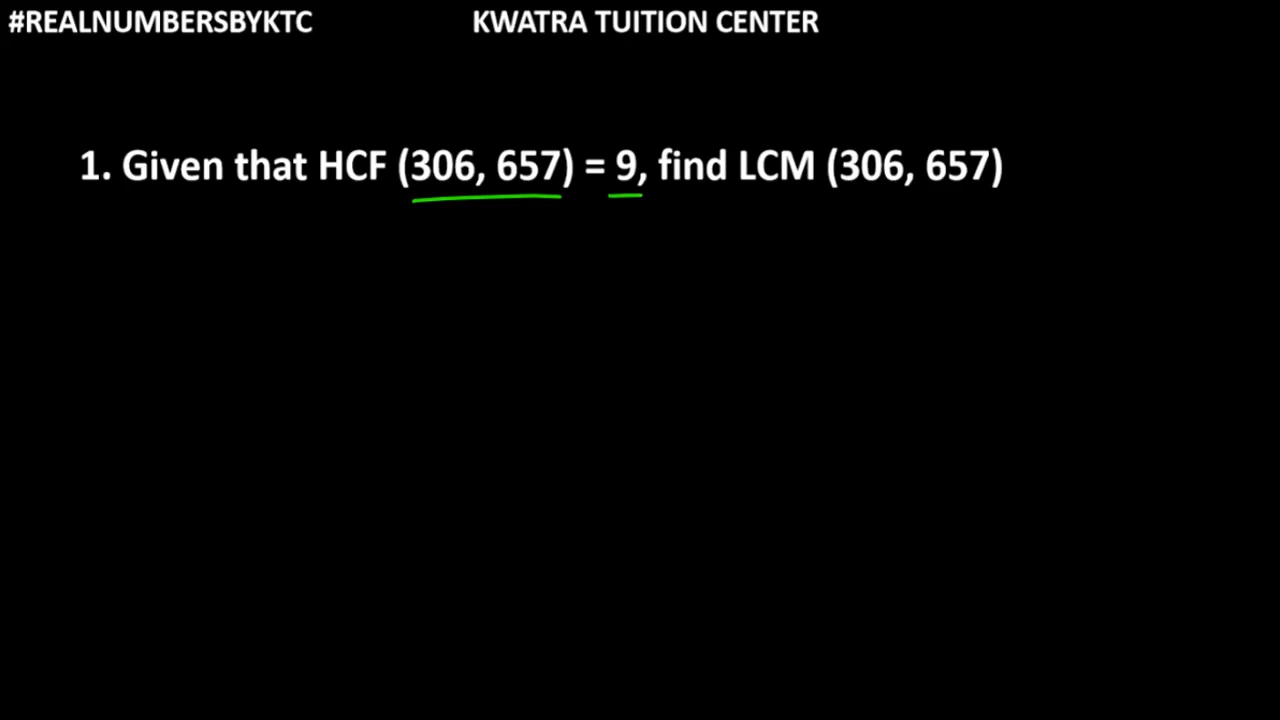 #REALNUMBERSBYKTC
KWATRA TUITION CENTER
1. Given that HCF (306, 657) = 9, find LCM (306, 657)